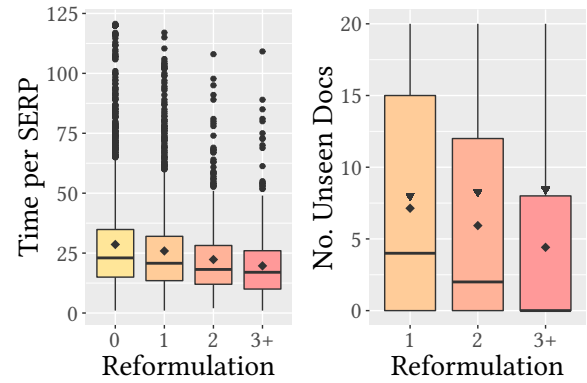 Time per SERP
125
100
75
50
25
0
0 1 2 3+
Reformulation
No. Unseen Docs
20
15
10
5
0
1 2 3+
Reformulation